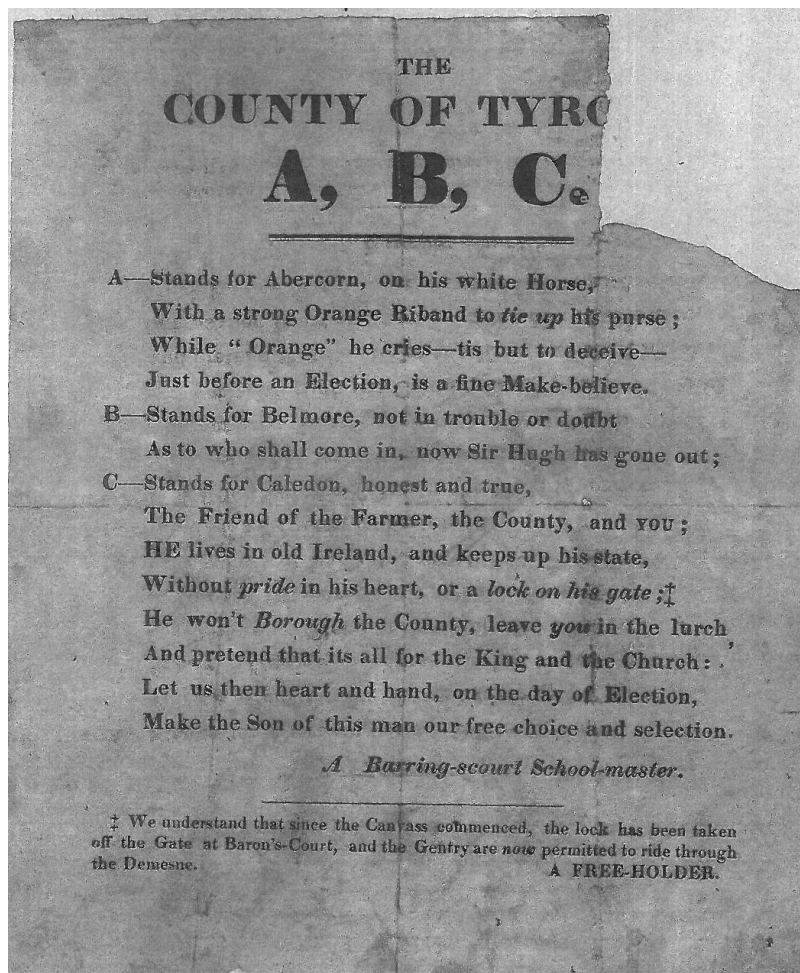 THE
COUNTY OF TYRO
A, B, C.
A—Stands for Abercorn, on his white Horse,
With a strong Orange Riband to tie up his purse ;
While “ Orange” he cries—tis but to deceive—
Just before an Election, is a fine Make-believe.
B—Stands for Belmore, not in trouble or doubt
As to who shall come in, now Sir Hugh has gone out ;
C—Stands for Caledon, honest and true,
The Friend of the Farmer, the County, and YOU ;
HE lives in old Ireland, and keeps up his state,
Without pride in his heart, or a lock on his gate ;‡
He won't Borough the County, leave you in the lurch,
And pretend that its all for the King and the Church :
Let us then heart and hand, on the day of Election,
Make the Son of this man our free choice and selection.
A Barring-scourt School-master.
‡ We understand that since the Canvass commenced, the lock has been taken
off the Gate at Baron's-Court, and the Gentry are now permitted to ride through
the Demesne.
A FREE-HOLDER.